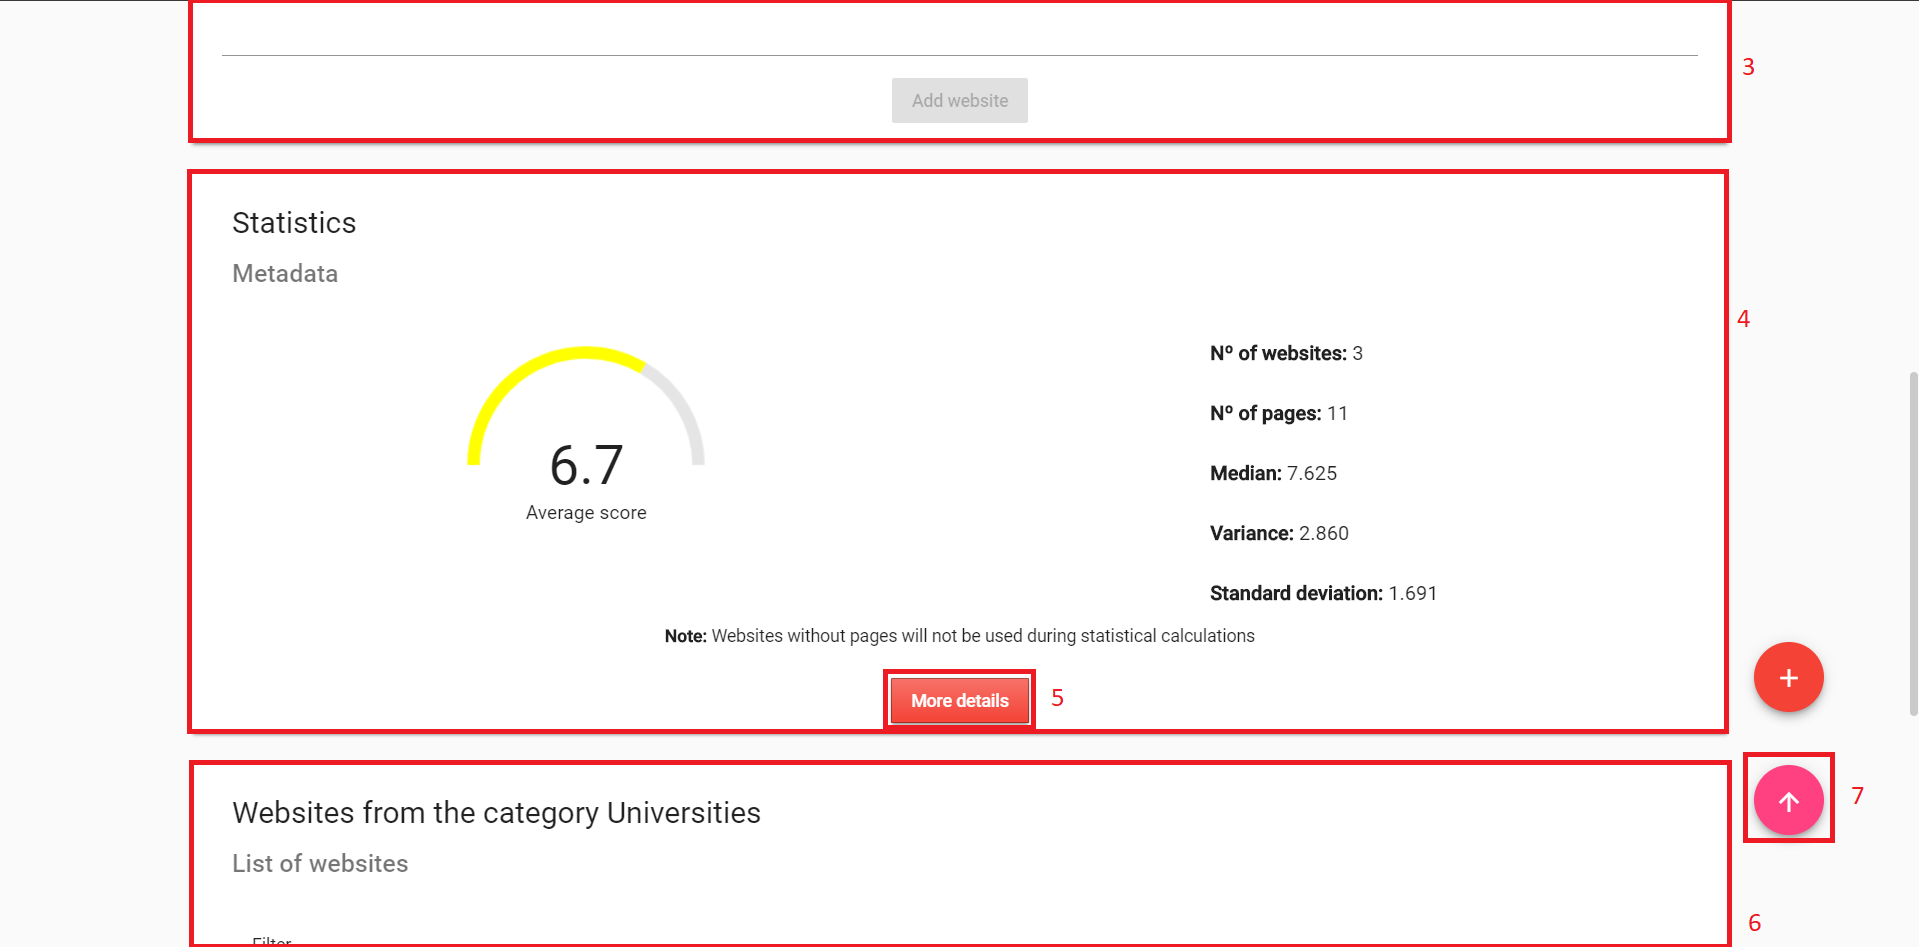 3
Add website
Statistics
Metadata
4
6.7
Average score
Nº of websites: 3
Nº of pages: 11
Median: 7.625
Variance: 2.860
Standard deviation: 1.691
Note: Websites without pages will not be used during statistical calculations
More details
5
+
Websites from the category Universities
7
List of websites
6
Filter